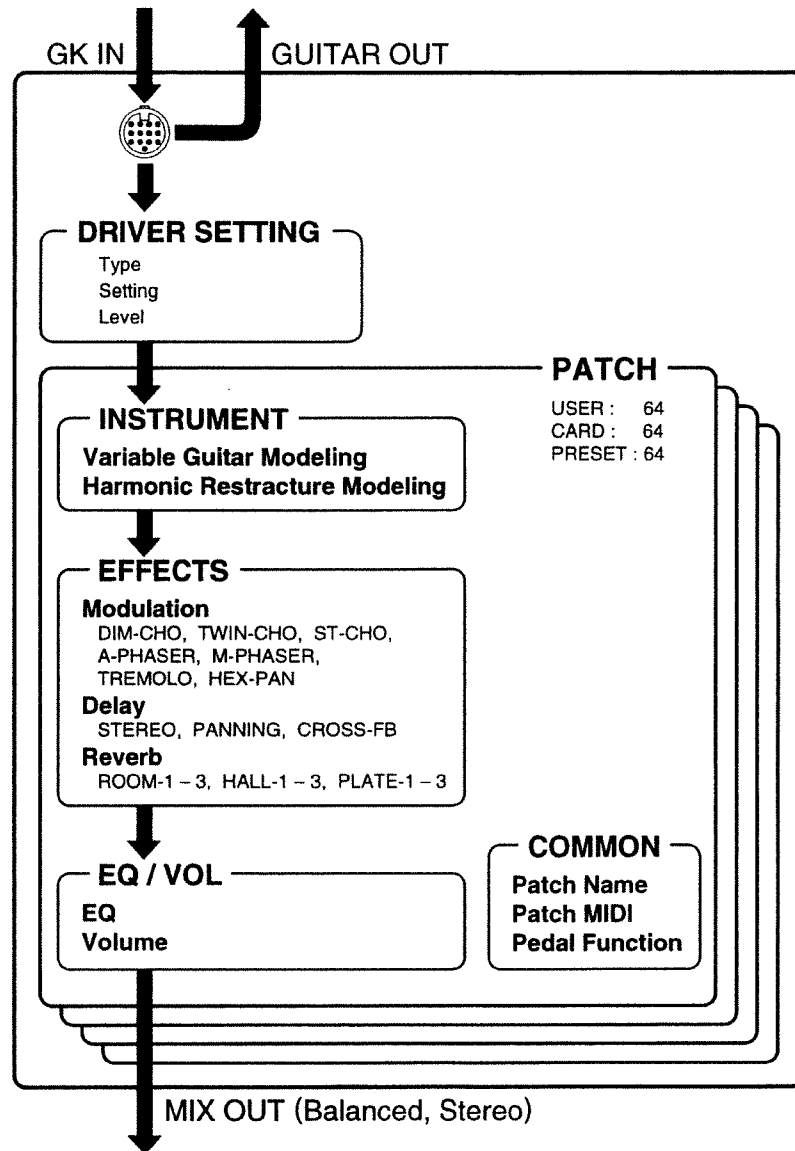 GK IN
GUITAR OUT
DRIVER SETTING
Type
Setting
Level
PATCH
USER : 64
CARD : 64
PRESET : 64
INSTRUMENT
Variable Guitar Modeling
Harmonic Restracture Modeling
EFFECTS
Modulation
DIM-CHO, TWIN-CHO, ST-CHO,
A-PHASER, M-PHASER,
TREMOLO, HEX-PAN
Delay
STEREO, PANNING, CROSS-FB
Reverb
ROOM-1 – 3, HALL-1 – 3, PLATE-1 – 3
EQ / VOL
EQ
Volume
COMMON
Patch Name
Patch MIDI
Pedal Function
MIX OUT (Balanced, Stereo)